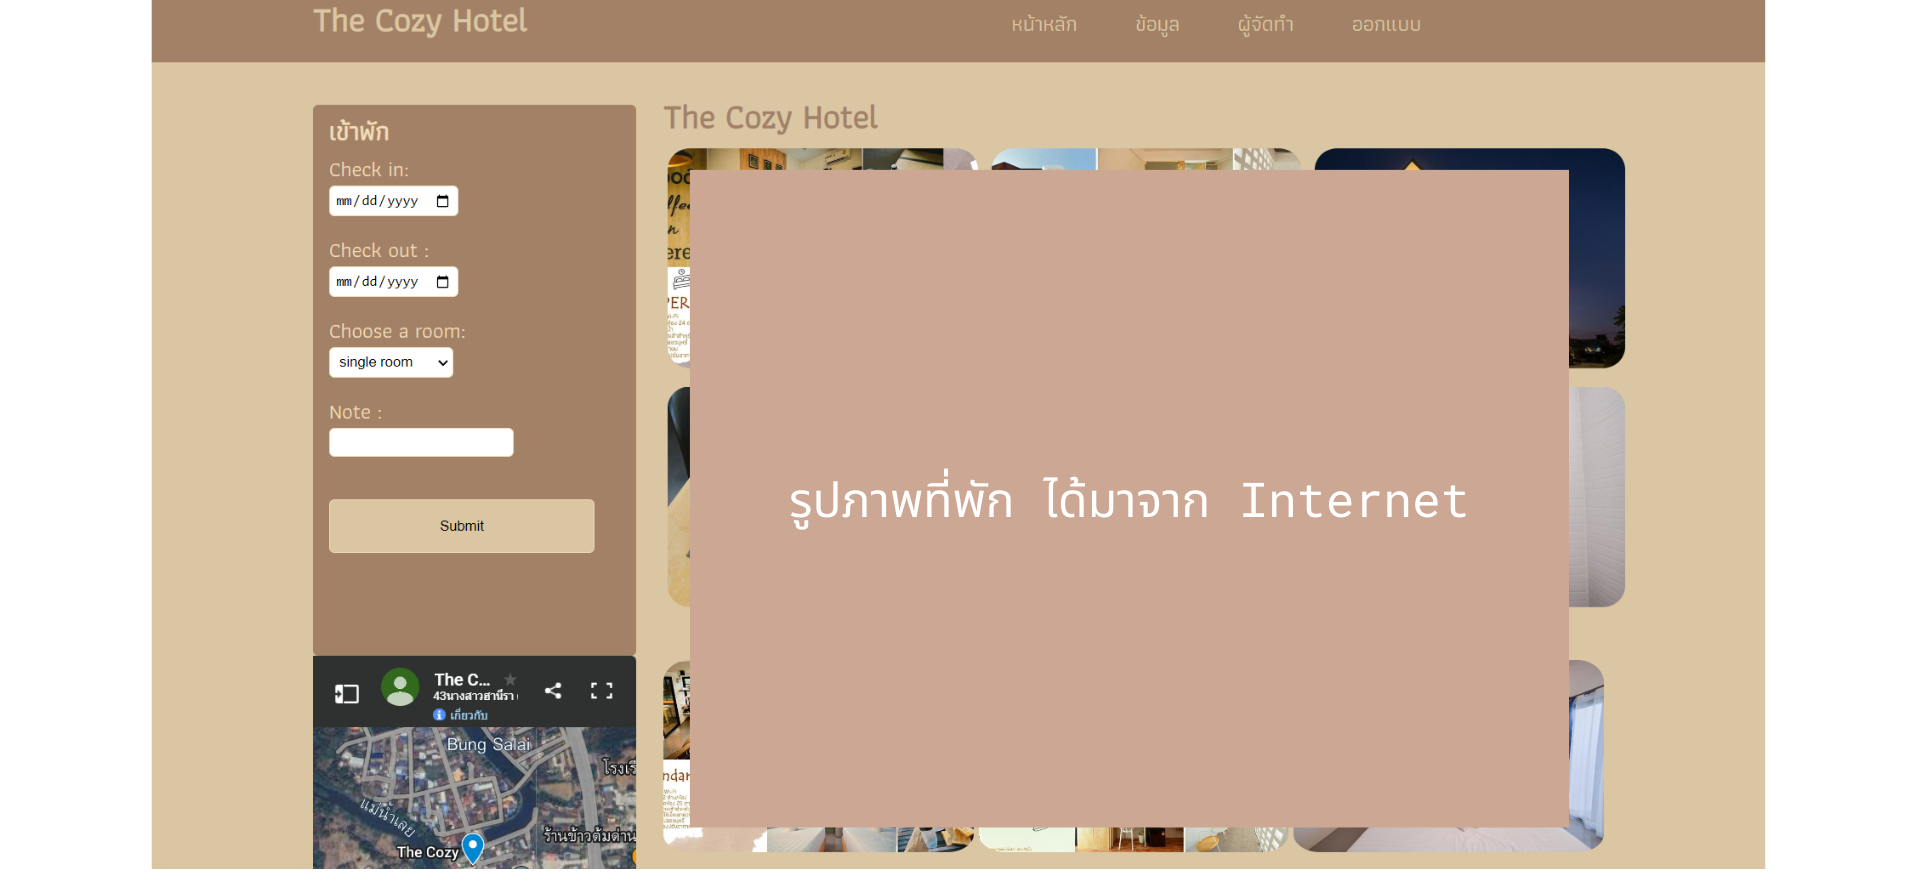 The Cozy Hotel
หน้าหลัก
ข้อมูล
ผู้จัดทำ
ออกแบบ
เข้าพัก
Check in:
mm/dd/yyyy
Check out :
mm/dd/yyyy
Choose a room:
single room
Note :
Submit
The Cozy Hotel
รูปภาพที่พัก ได้มาจาก Internet
The C...
43นางสาวฮานีรา
เกี่ยวกับ
Bung Salai
แม่น้ำเลย
ร้านข้าวต้มด่าน
The Cozy